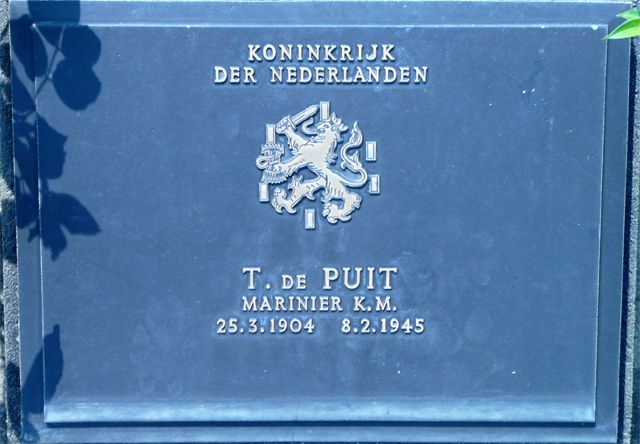 KONINKRIJK
DER NEDERLANDEN
T. DE PUIT
MARINIER K.M.
25.3.1904 8.2.1945